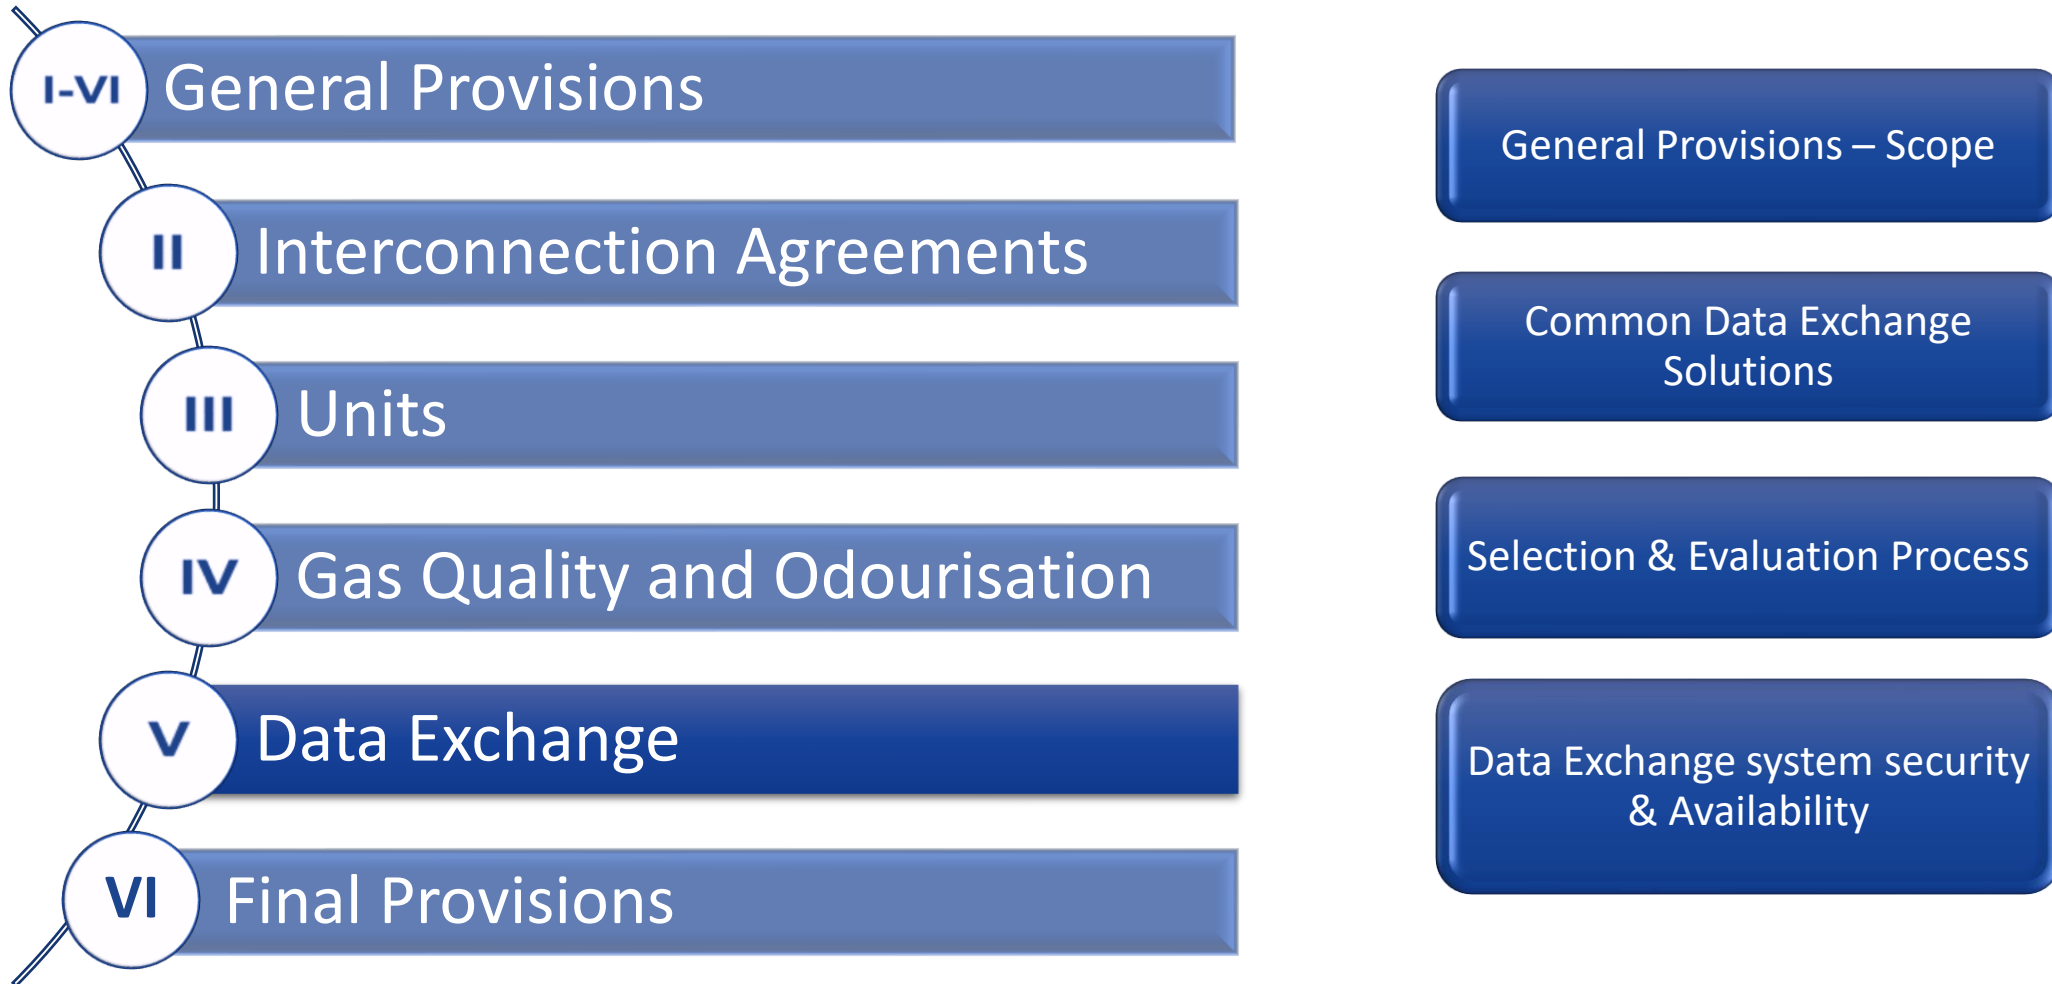 I-VI
General Provisions
II
Interconnection Agreements
III
Units
IV
Gas Quality and Odourisation
V
Data Exchange
VI
Final Provisions
General Provisions – Scope
Common Data Exchange
Solutions
Selection & Evaluation Process
Data Exchange system security
& Availability